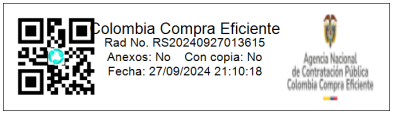 Colombia Compra Eficiente
Rad No. RS20240927013615
Anexos: No Con copia: No
Fecha: 27/09/2024 21:10:18
Agencia Nacional
de Contratación Pública
Colombia Compra Eficiente